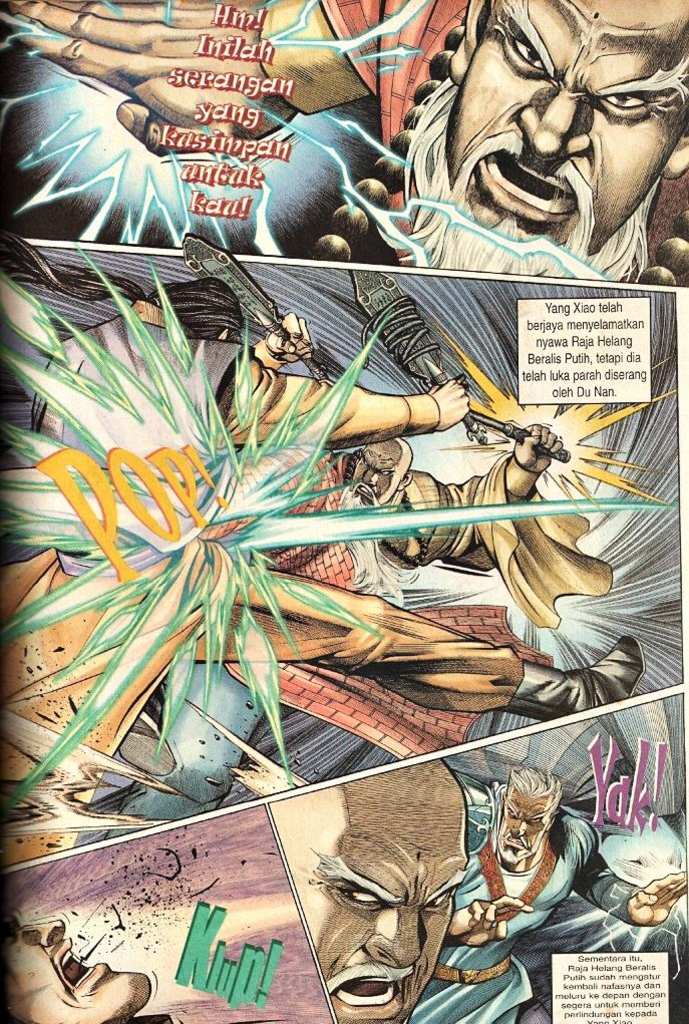 Hm!
Inilah
serangan
yang
kusimpan
untuk
kau!
Yang Xiao telah
berjaya menyelamatkan
nyawa Raja Helang
Beralis Putih, tetapi dia
telah luka parah diserang
oleh Du Nan.
POP!
Yak!
Sementara itu,
Raja Helang Beralis
Putih sudah mengatur
kembali nafasnya dan
meluru ke depan dengan
segera untuk memberi
perlindungan kepada
Yang Xiao